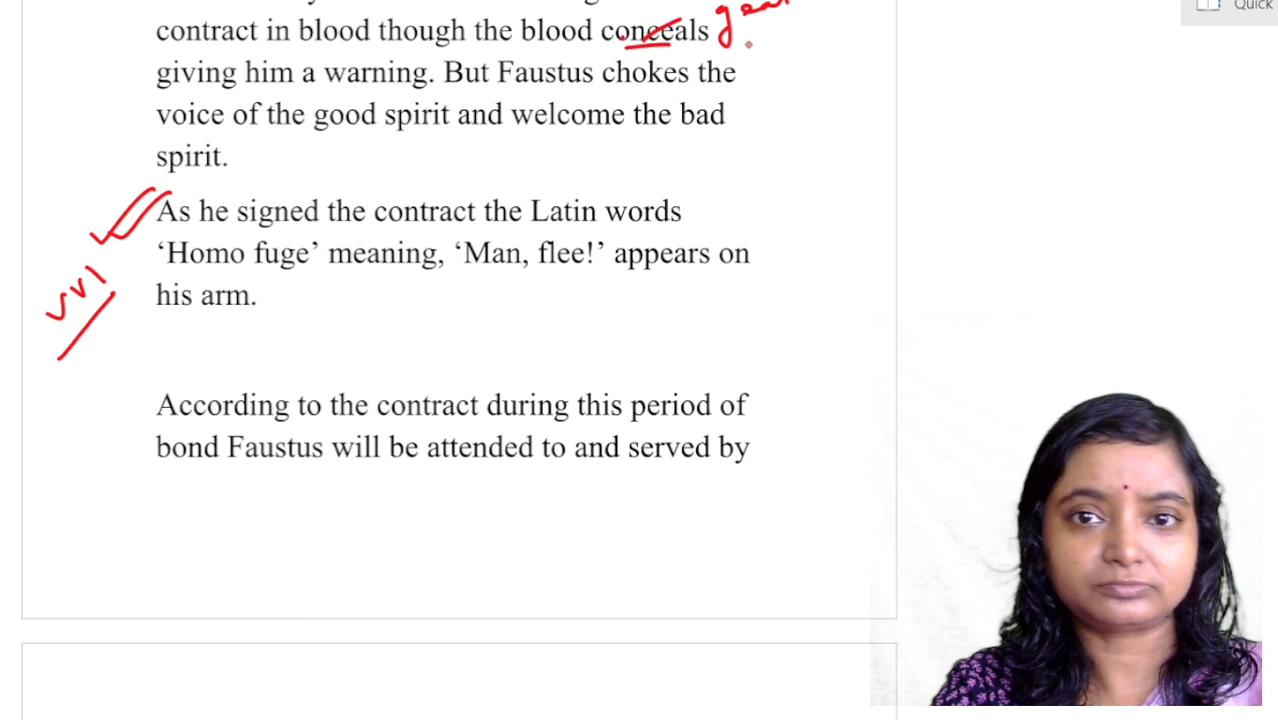 Quick
contract in blood though the blood conceals
giving him a warning. But Faustus chokes the
voice of the good spirit and welcome the bad
spirit.
As he signed the contract the Latin words
‘Homo fuge’ meaning, ‘Man, flee!’ appears on
his arm.
VVI
According to the contract during this period of
bond Faustus will be attended to and served by